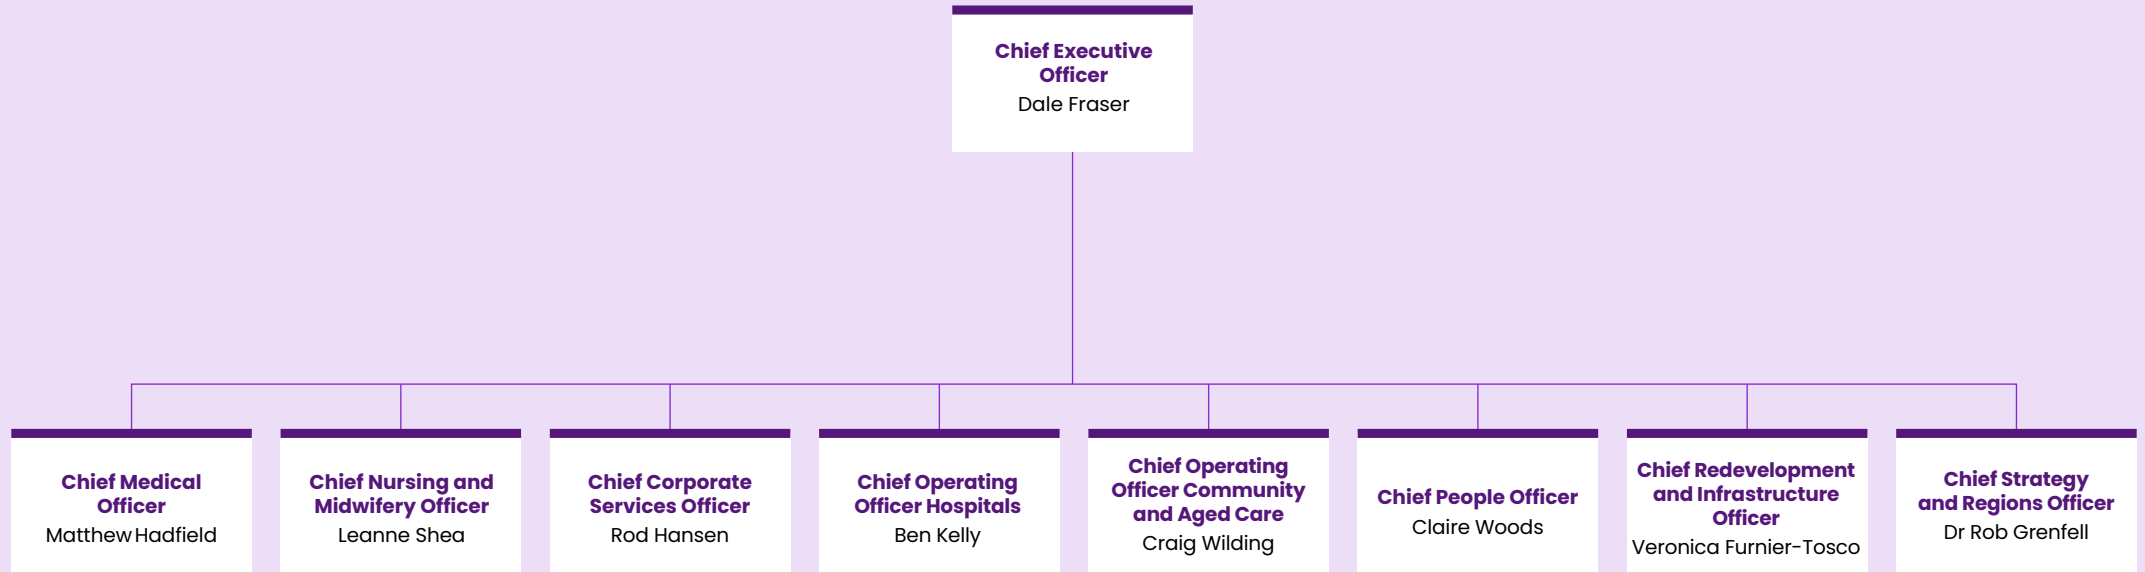 Chief Executive
Officer
Dale Fraser
Chief Medical
Officer
Matthew Hadfield
Chief Nursing and
Midwifery Officer
Leanne Shea
Chief Corporate
Services Officer
Rod Hansen
Chief Operating
Officer Hospitals
Ben Kelly
Chief Operating
Officer Community
and Aged Care
Craig Wilding
Chief People Officer
Claire Woods
Chief Redevelopment
and Infrastructure
Officer
Veronica Furnier-Tosco
Chief Strategy
and Regions Officer
Dr Rob Grenfell